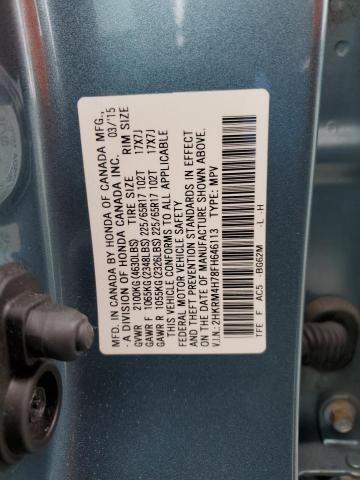 MFD. IN CANADA BY HONDA OF CANADA MFG.,
- A DIVISION OF HONDA CANADA INC. 03/15
TIRE SIZE RIM SIZE
GVWR 2100KG(4630LBS)
GAWR F 1065KG(2348LBS) 225/65R17 102T 17X7J
GAWR R 1055KG(2326LBS) 225/65R17 102T 17X7J
THIS VEHICLE CONFORMS TO ALL APPLICABLE
FEDERAL MOTOR VEHICLE SAFETY
AND THEFT PREVENTION STANDARDS IN EFFECT
ON THE DATE OF MANUFACTURE SHOWN ABOVE.
V.I.N.: 2HKRM4H78FH646113 TYPE: MPV
TFE F AC5 -BG62M -L -H